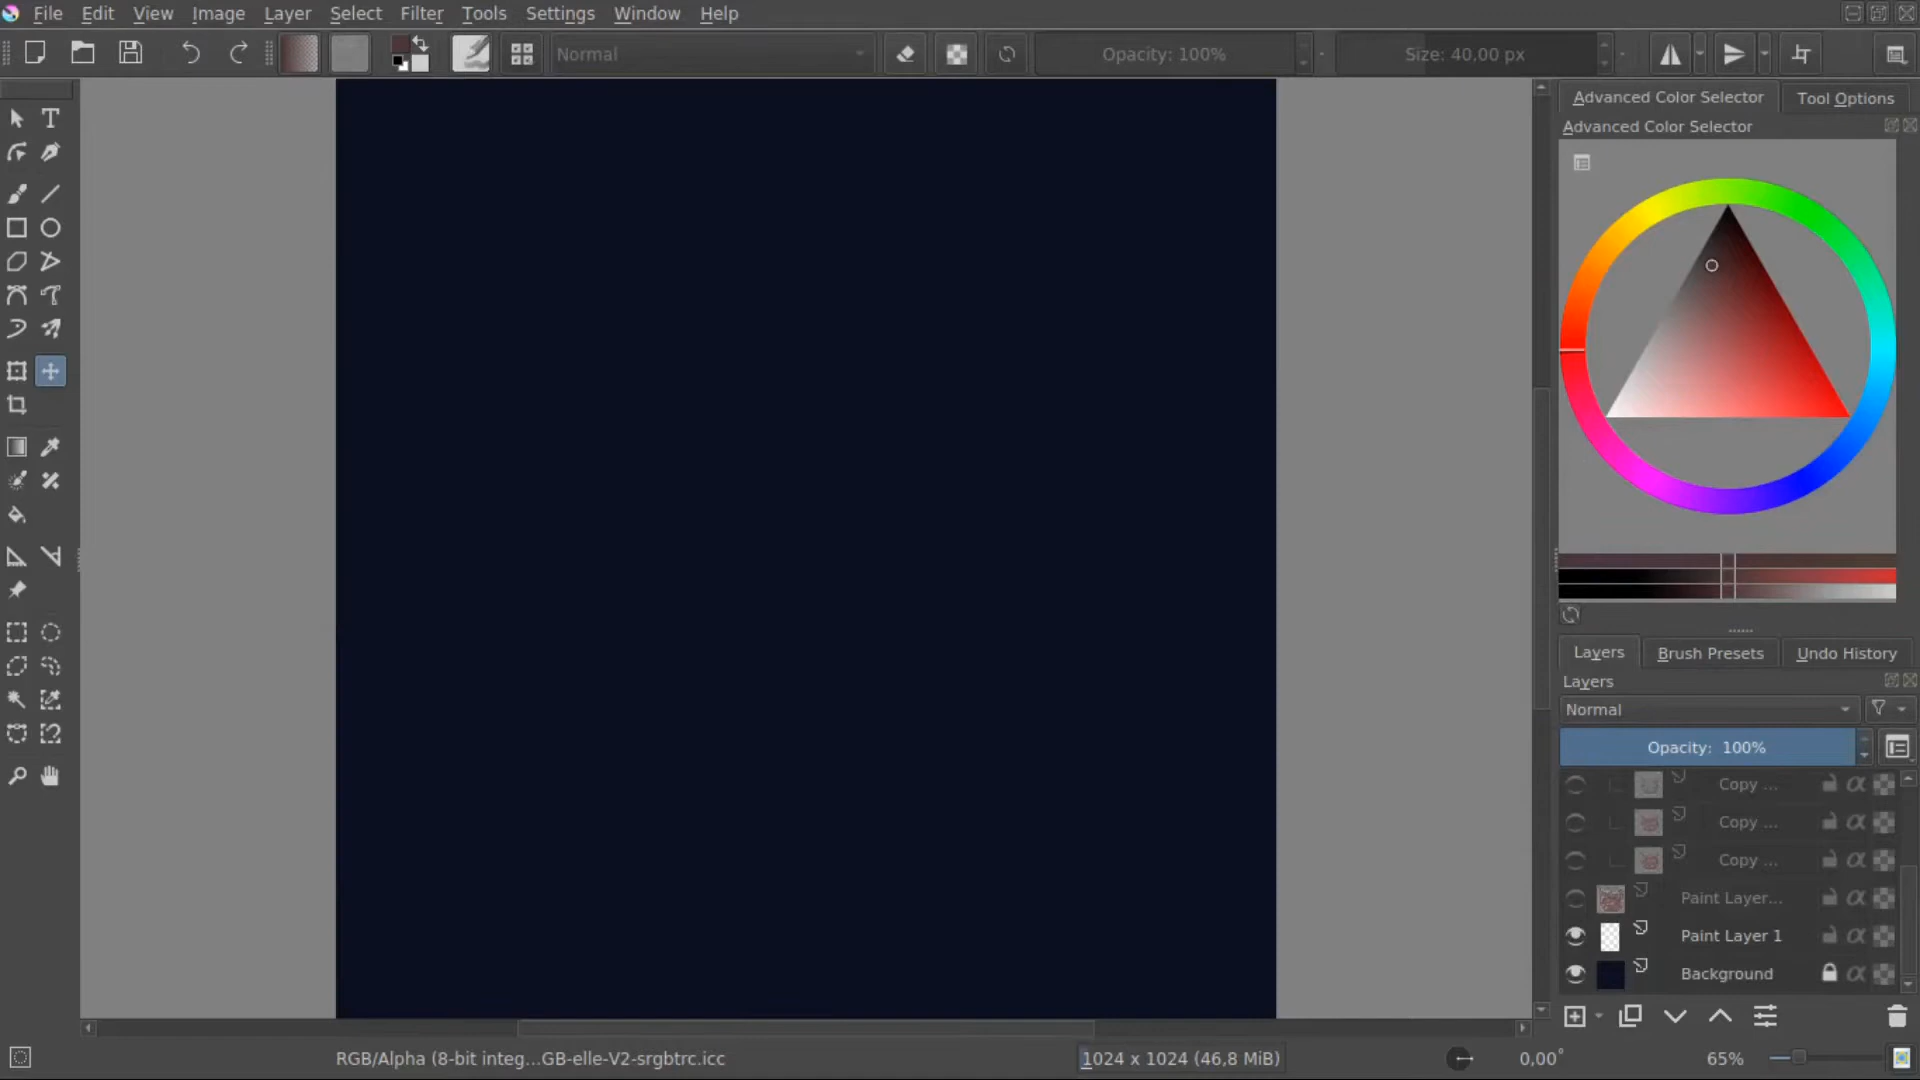 File Edit View Image Layer Select Filter Tools Settings Window Help
Normal Opacity: 100% Size: 40,00 px
Advanced Color Selector Tool Options
Advanced Color Selector
Layers Brush Presets Undo History
Layers
Normal
Opacity: 100%
Copy ...
Copy ...
Copy ...
Paint Layer...
Paint Layer 1
Background
RGB/Alpha (8-bit integ...GB-elle-V2-srgbtrc.icc 1024 x 1024 (46,8 MiB) 0,00° 65%